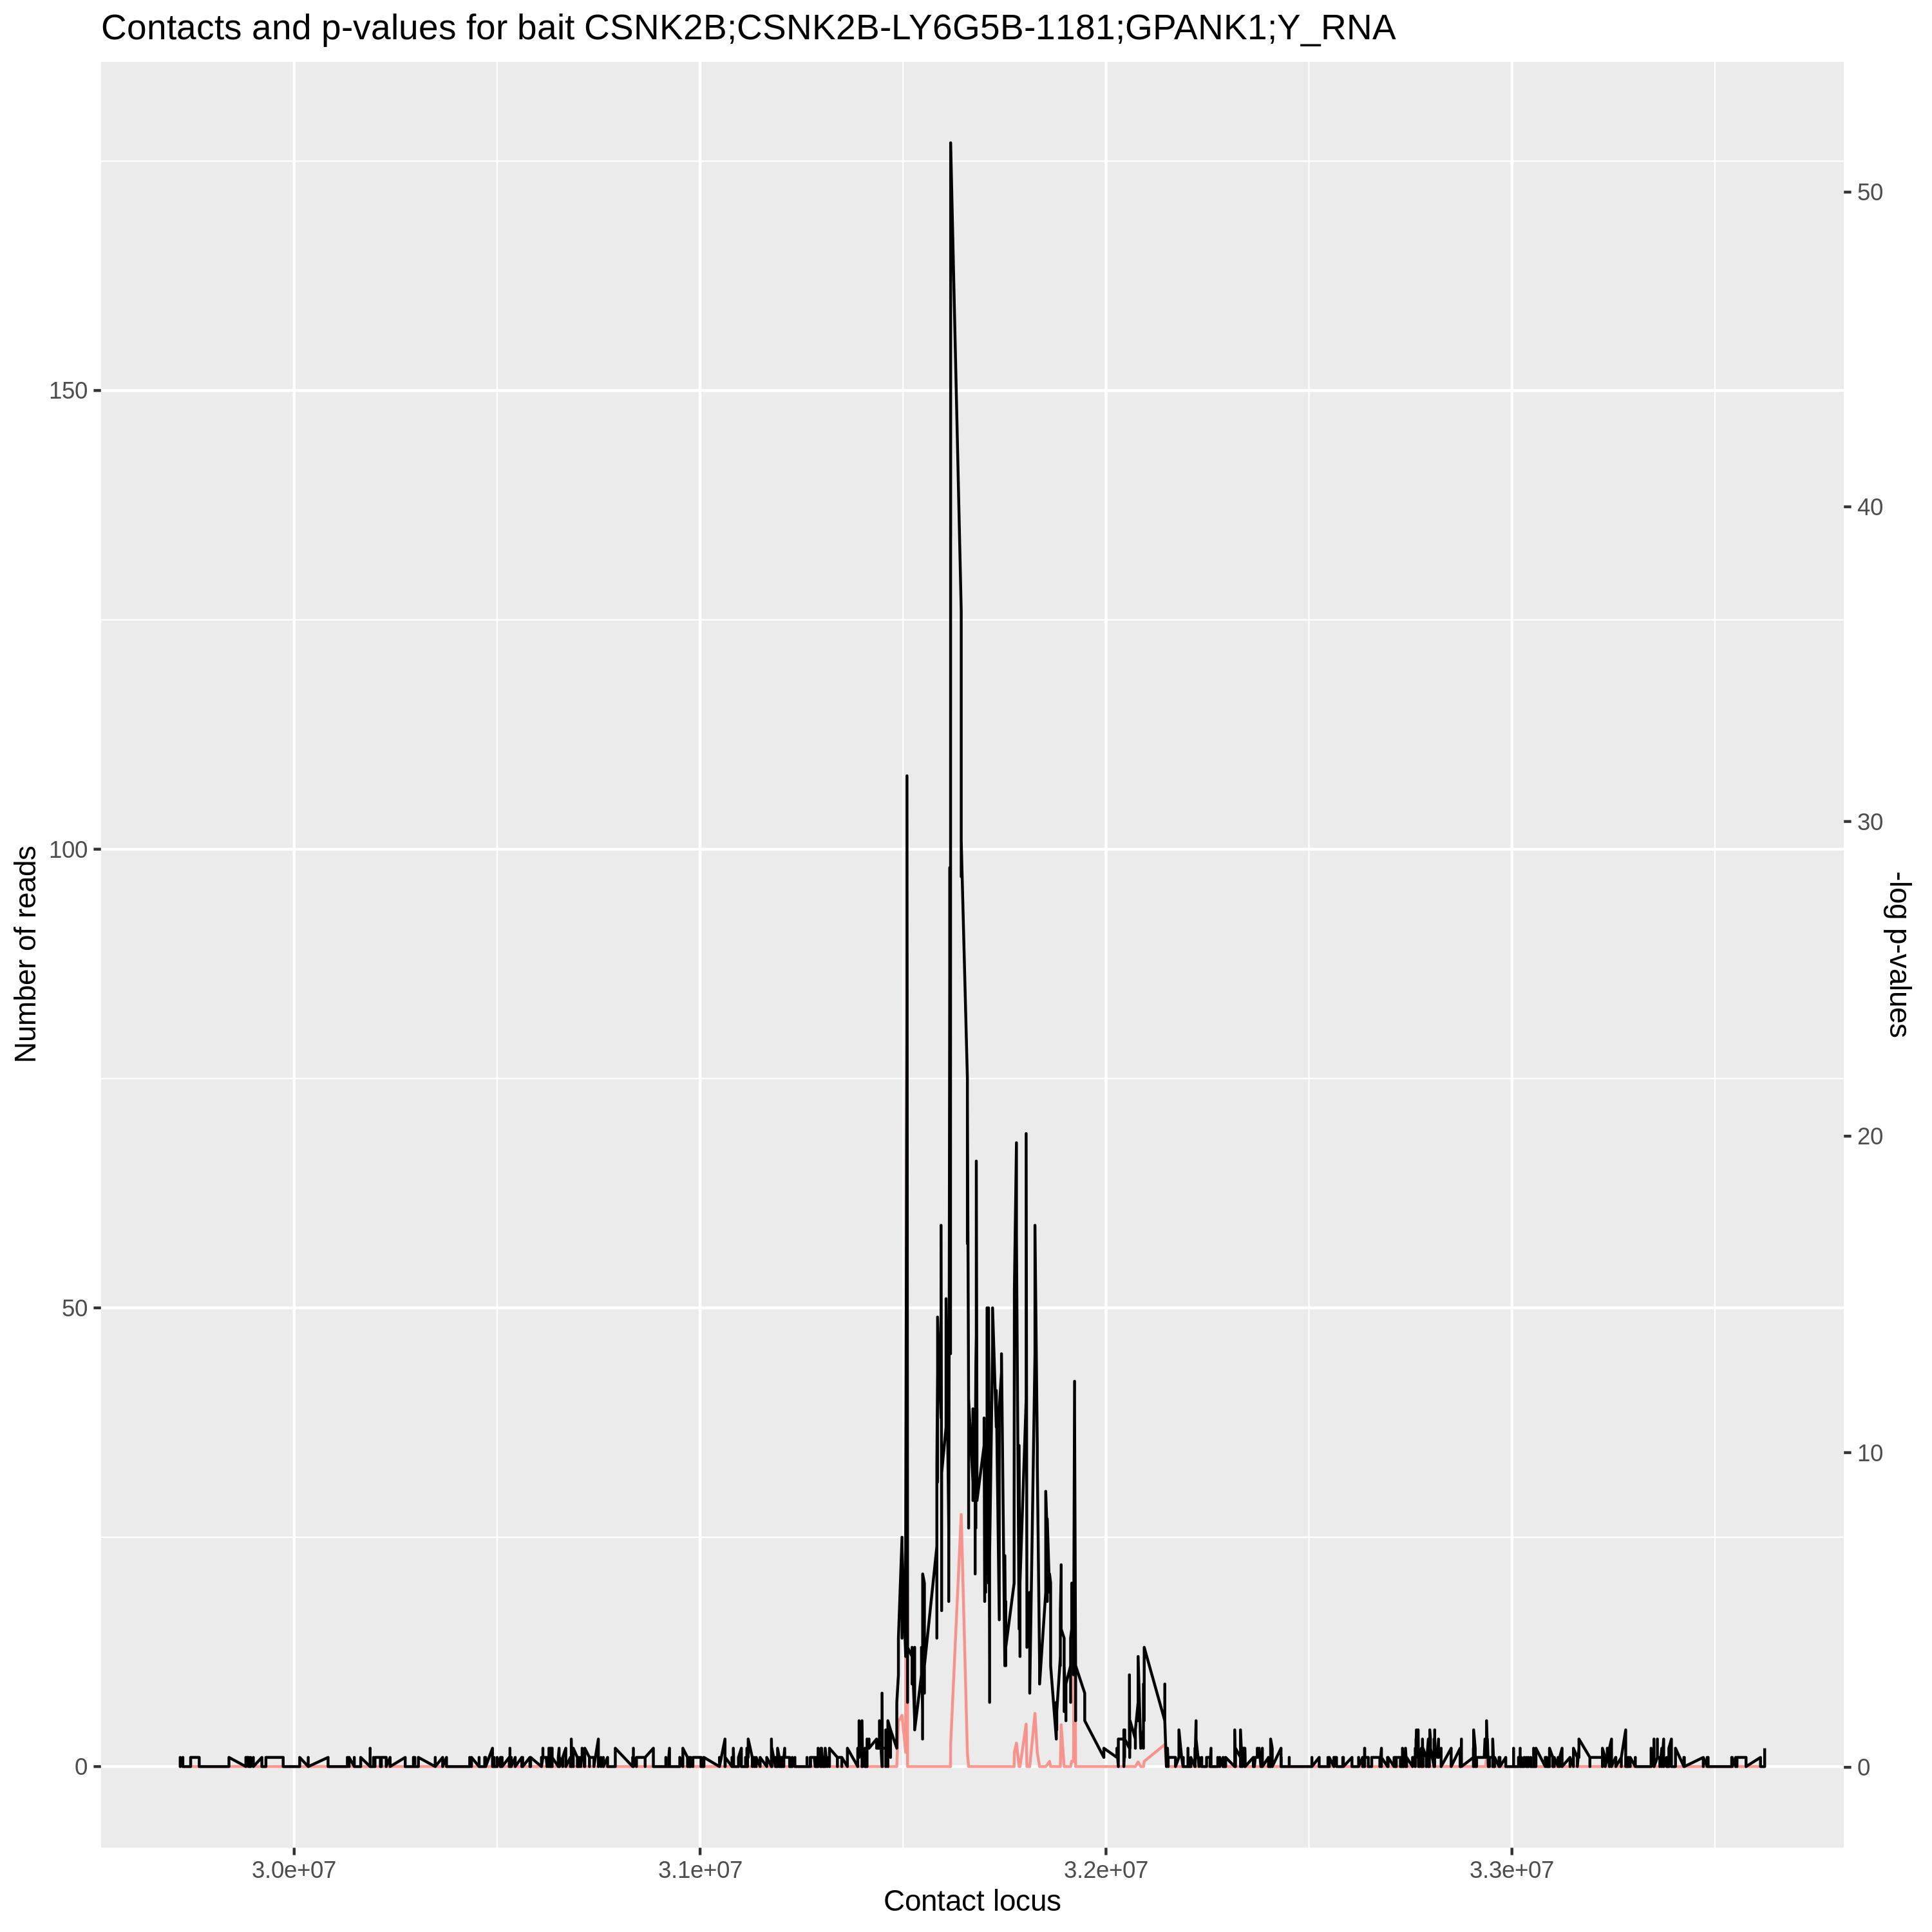 Contacts and p-values for bait CSNK2B;CSNK2B-LY6G5B-1181;GPANK1;Y_RNA
150
100
50
0
Number of reads
50
40
30
20
10
0
-log p-values
3.0e+07
3.1e+07
3.2e+07
3.3e+07
Contact locus